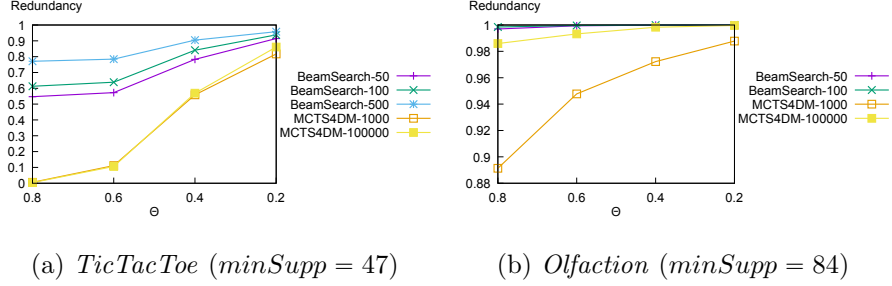 Redundancy
1
0.9
0.8
0.7
0.6
0.5
0.4
0.3
0.2
0.1
0
0.8 0.6 0.4 0.2
Θ
BeamSearch-50
BeamSearch-100
BeamSearch-500
MCTS4DM-1000
MCTS4DM-100000
(a) TicTacToe (minSupp = 47)
Redundancy
1
0.98
0.96
0.94
0.92
0.9
0.88
0.8 0.6 0.4 0.2
Θ
BeamSearch-50
BeamSearch-100
MCTS4DM-1000
MCTS4DM-100000
(b) Olfaction (minSupp = 84)